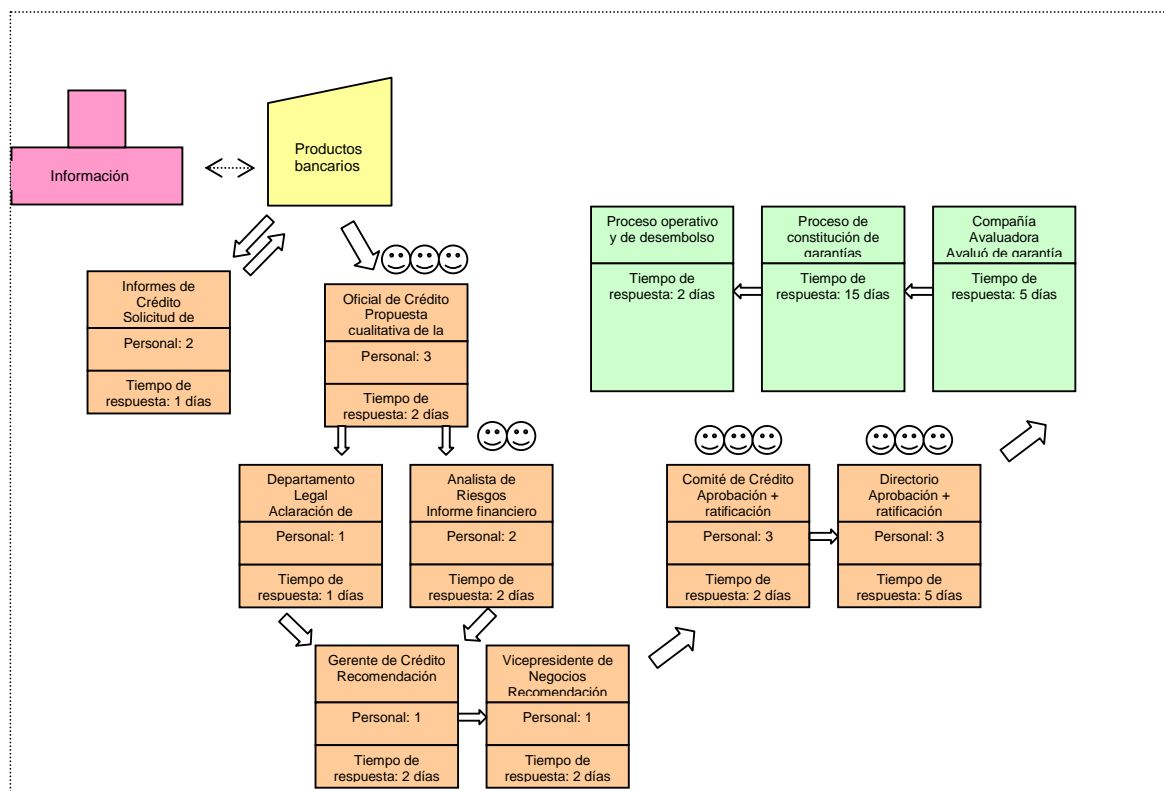 Información
Productos
bancarios
Informes de
Crédito
Solicitud de
Personal: 2
Tiempo de
respuesta: 1 días
Oficial de Crédito
Propuesta
cualitativa de la
Personal: 3
Tiempo de
respuesta: 2 días
Departamento
Legal
Aclaración de
Personal: 1
Tiempo de
respuesta: 1 días
Analista de
Riesgos
Informe financiero
Personal: 2
Tiempo de
respuesta: 2 días
Gerente de Crédito
Recomendación
Personal: 1
Tiempo de
respuesta: 2 días
Vicepresidente de
Negocios
Recomendación
Personal: 1
Tiempo de
respuesta: 2 días
Comité de Crédito
Aprobación +
ratificación
Personal: 3
Tiempo de
respuesta: 2 días
Directorio
Aprobación +
ratificación
Personal: 3
Tiempo de
respuesta: 5 días
Compañía
Avaluadora
Avaluó de garantía
Tiempo de
respuesta: 5 días
Proceso de
constitución de
garantías
Tiempo de
respuesta: 15 días
Proceso operativo
y de desembolso
Tiempo de
respuesta: 2 días